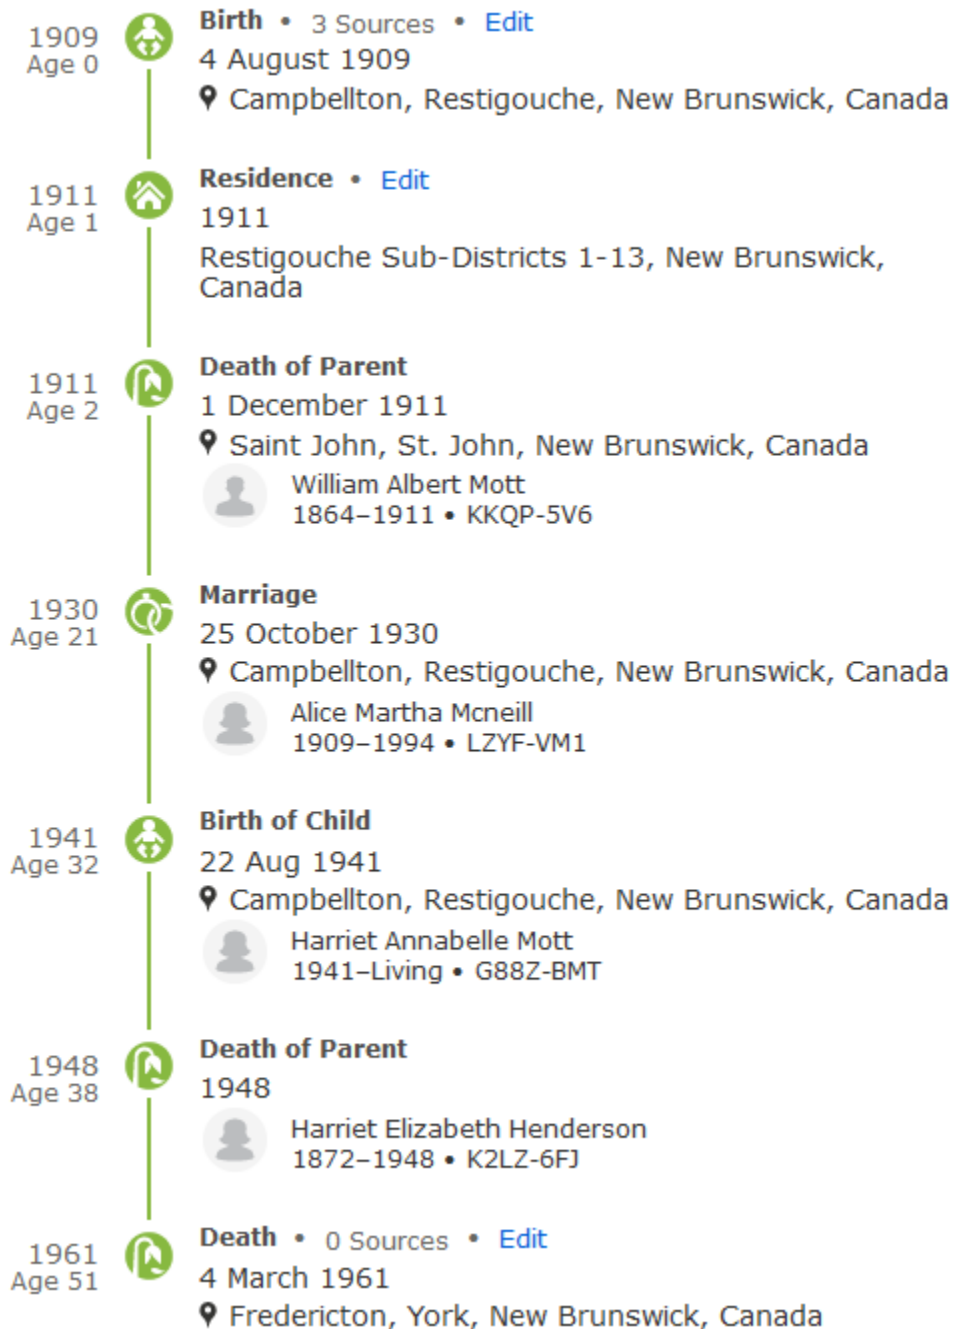 1909
Age 0
Birth • 3 Sources • Edit
4 August 1909
Campbellton, Restigouche, New Brunswick, Canada
1911
Age 1
Residence • Edit
1911
Restigouche Sub-Districts 1-13, New Brunswick,
Canada
1911
Age 2
Death of Parent
1 December 1911
Saint John, St. John, New Brunswick, Canada
William Albert Mott
1864–1911 • KKQP-5V6
1930
Age 21
Marriage
25 October 1930
Campbellton, Restigouche, New Brunswick, Canada
Alice Martha Mcneill
1909–1994 • LZYF-VM1
1941
Age 32
Birth of Child
22 Aug 1941
Campbellton, Restigouche, New Brunswick, Canada
Harriet Annabelle Mott
1941–Living • G88Z-BMT
1948
Age 38
Death of Parent
1948
Harriet Elizabeth Henderson
1872–1948 • K2LZ-6FJ
1961
Age 51
Death • 0 Sources • Edit
4 March 1961
Fredericton, York, New Brunswick, Canada